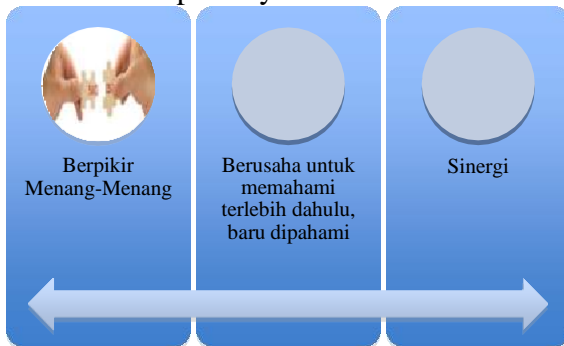 Berpikir
Menang-Menang
Berusaha untuk
memahami
terlebih dahulu,
baru dipahami
Sinergi